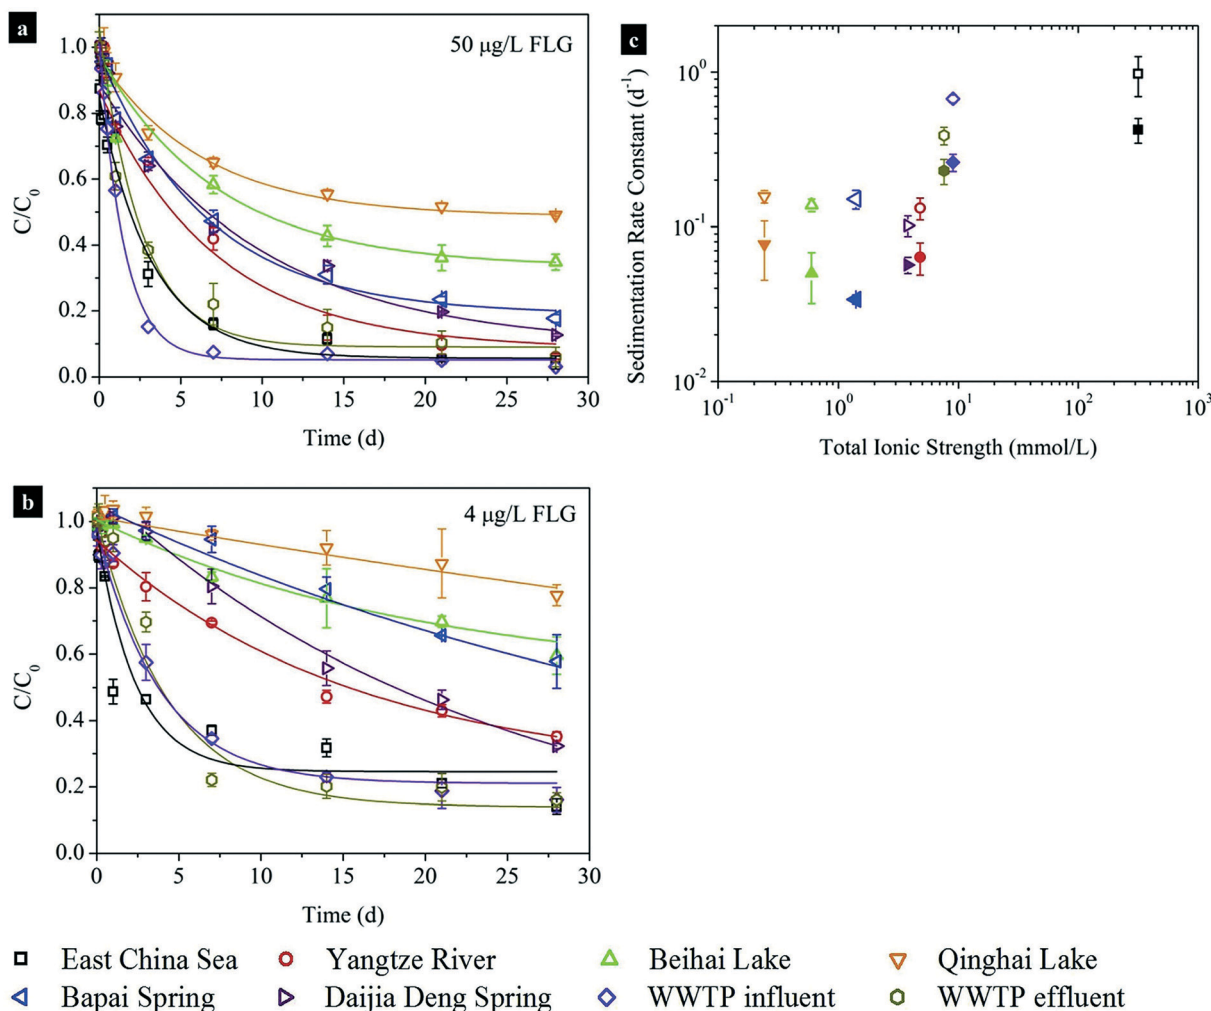 a
50 µg/L FLG
1.0
0.8
0.6
0.4
0.2
0.0
C/C0
0 5 10 15 20 25 30
Time (d)
c
10^0
10^-1
10^-2
Sedimentation Rate Constant (d^-1)
10^-1 10^0 10^1 10^2 10^3
Total Ionic Strength (mmol/L)
b
4 µg/L FLG
1.0
0.8
0.6
0.4
0.2
0.0
C/C0
0 5 10 15 20 25 30
Time (d)
East China Sea Yangtze River Beihai Lake Qinghai Lake
Bapai Spring Daijia Deng Spring WWTP influent WWTP effluent